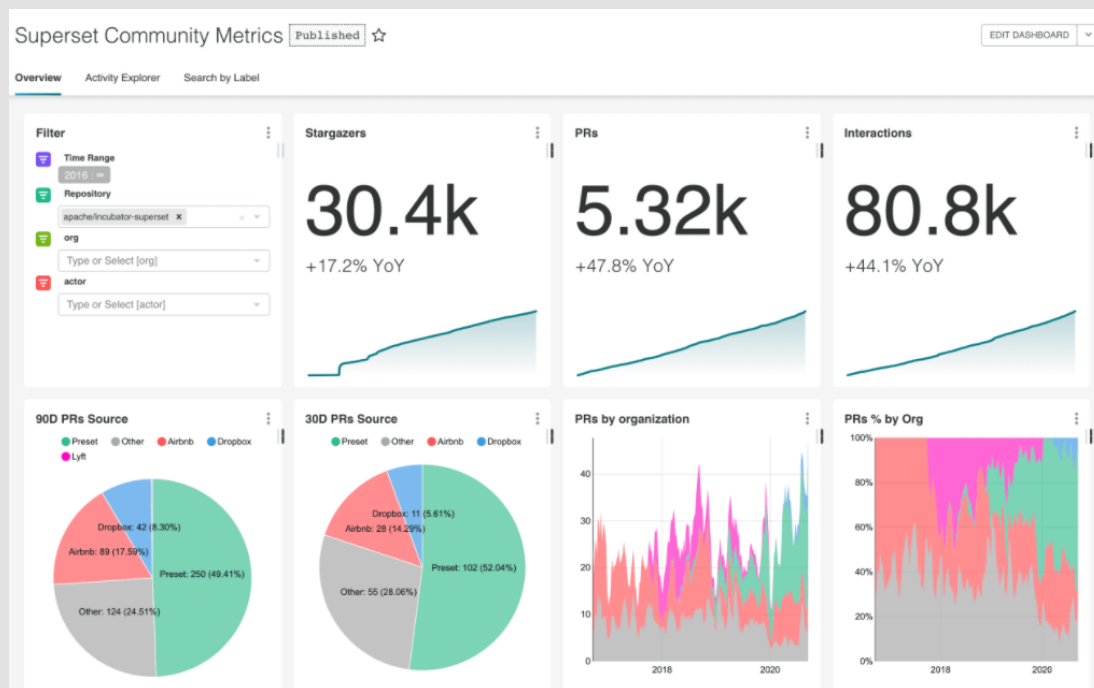 Superset Community Metrics Published
EDIT DASHBOARD
Overview Activity Explorer Search by Label
Filter
Time Range
2016 : ∞
Repository
apache/incubator-superset ×
org
Type or Select [org]
actor
Type or Select [actor]
Stargazers
30.4k
+17.2% YoY
PRs
5.32k
+47.8% YoY
Interactions
80.8k
+44.1% YoY
90D PRs Source
Preset Other Airbnb Dropbox
Lyft
Dropbox: 42 (8.30%)
Airbnb: 89 (17.59%)
Preset: 250 (49.41%)
Other: 124 (24.51%)
30D PRs Source
Preset Other Airbnb Dropbox
Dropbox: 11 (5.61%)
Airbnb: 28 (14.29%)
Preset: 102 (52.04%)
Other: 55 (28.06%)
PRs by organization
40
30
20
10
0
2018 2020
PRs % by Org
100%
80%
60%
40%
20%
0%
2018 2020